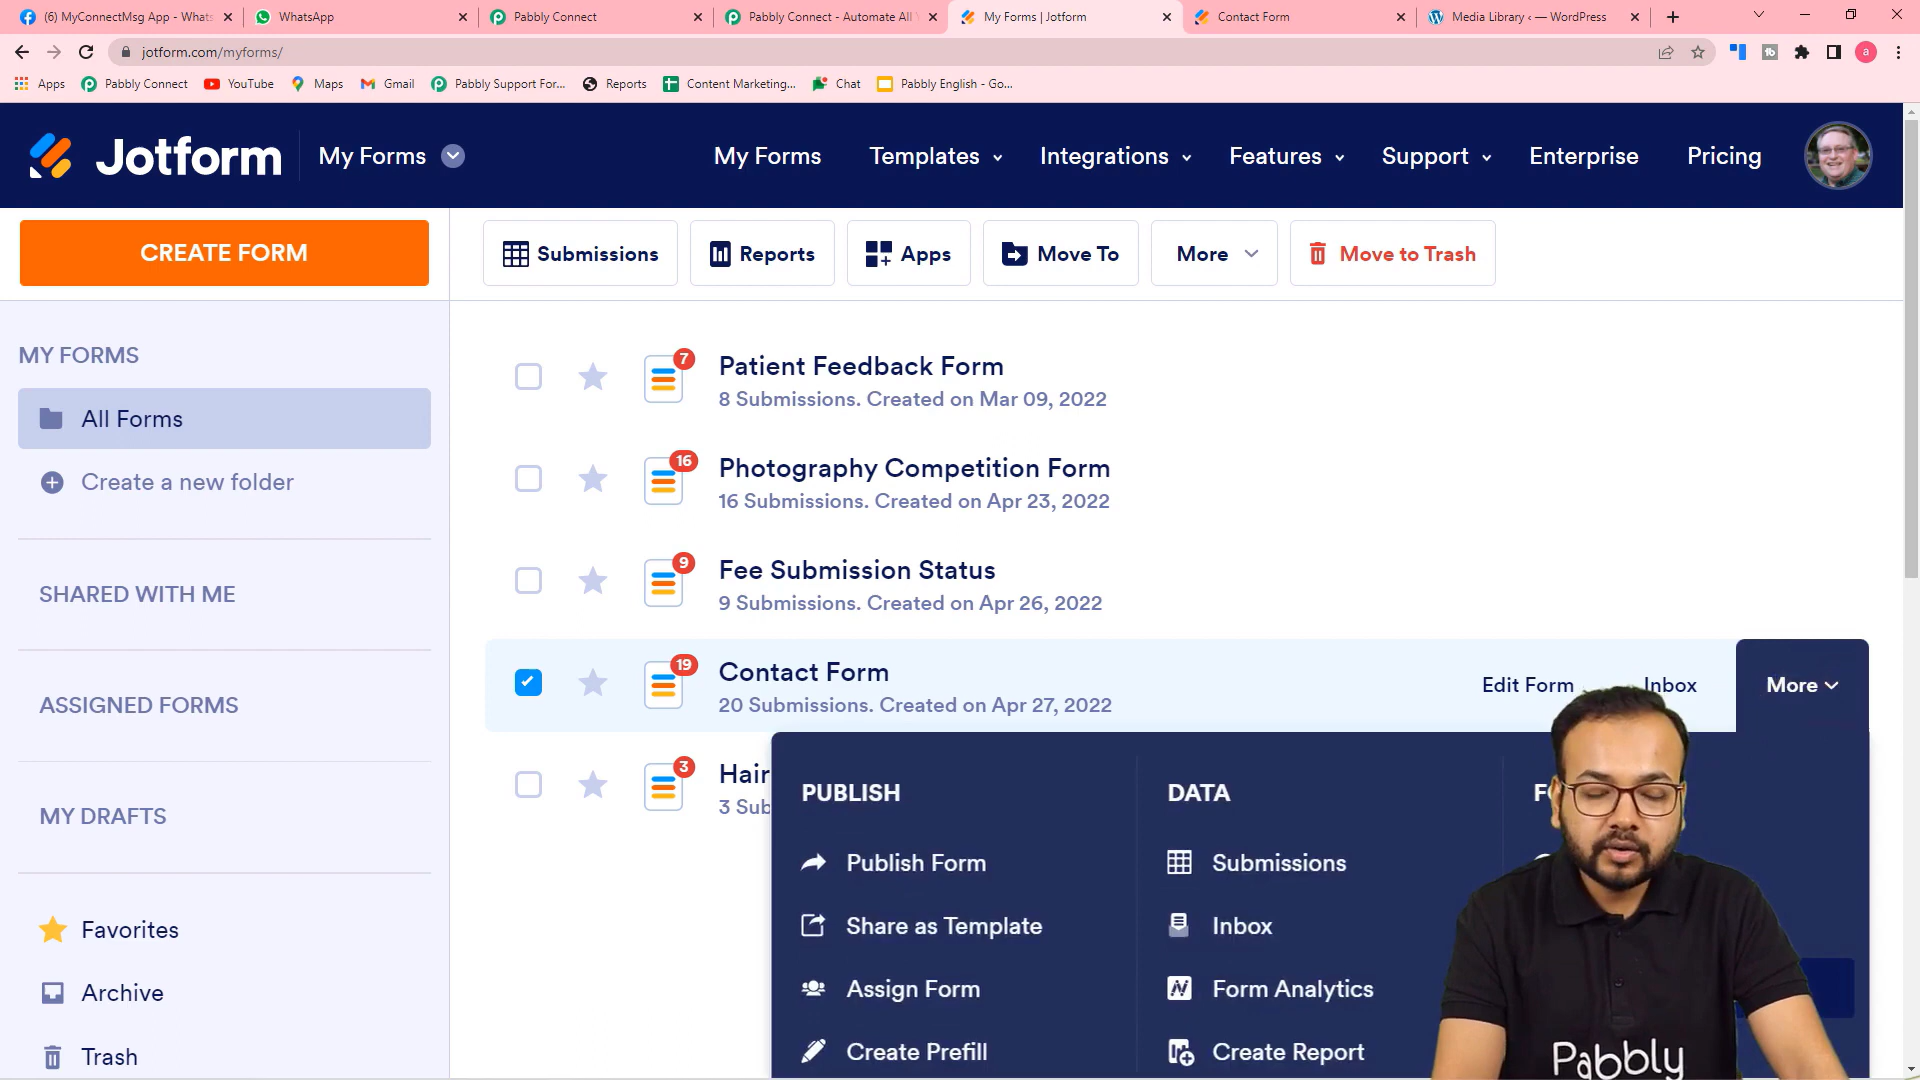 (6) MyConnectMsg App - Whats
WhatsApp
Pabbly Connect
Pabbly Connect - Automate All
My Forms | Jotform
Contact Form
Media Library ‹ — WordPress
jotform.com/myforms/
a
Apps
Pabbly Connect
YouTube
Maps
Gmail
Pabbly Support For...
Reports
Content Marketing...
Chat
Pabbly English - Go...
Jotform
My Forms
My Forms
Templates
Integrations
Features
Support
Enterprise
Pricing
CREATE FORM
Submissions
Reports
Apps
Move To
More
Move to Trash
MY FORMS
All Forms
Create a new folder
SHARED WITH ME
ASSIGNED FORMS
MY DRAFTS
Favorites
Archive
Trash
7
Patient Feedback Form
8 Submissions. Created on Mar 09, 2022
16
Photography Competition Form
16 Submissions. Created on Apr 23, 2022
9
Fee Submission Status
9 Submissions. Created on Apr 26, 2022
19
Contact Form
20 Submissions. Created on Apr 27, 2022
Edit Form
Inbox
More
3
Hair
3 Sub
PUBLISH
Publish Form
Share as Template
Assign Form
Create Prefill
DATA
Submissions
Inbox
Form Analytics
Create Report
Pabbly